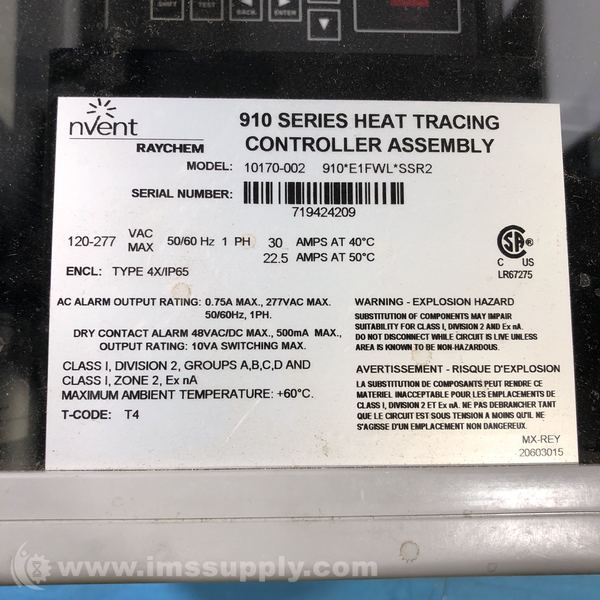 SHIFT
TEST
BACK
ENTER
nVent
RAYCHEM
910 SERIES HEAT TRACING
CONTROLLER ASSEMBLY
MODEL: 10170-002 910*E1FWL*SSR2
SERIAL NUMBER:
719424209
120-277 VAC MAX 50/60 Hz 1 PH 30 AMPS AT 40°C
22.5 AMPS AT 50°C
ENCL: TYPE 4X/IP65
CSA®
C US
LR67275
AC ALARM OUTPUT RATING: 0.75A MAX., 277VAC MAX.
50/60HZ, 1PH.
DRY CONTACT ALARM 48VAC/DC MAX., 500mA MAX.,
OUTPUT RATING: 10VA SWITCHING MAX.
CLASS I, DIVISION 2, GROUPS A,B,C,D AND
CLASS I, ZONE 2, Ex nA
MAXIMUM AMBIENT TEMPERATURE: +60°C.
T-CODE: T4
WARNING - EXPLOSION HAZARD
SUBSTITUTION OF COMPONENTS MAY IMPAIR
SUITABILITY FOR CLASS I, DIVISION 2 AND Ex nA.
DO NOT DISCONNECT WHILE CIRCUIT IS LIVE UNLESS
AREA IS KNOWN TO BE NON-HAZARDOUS.
AVERTISSEMENT - RISQUE D'EXPLOSION
LA SUBSTITUTION DE COMPOSANTS PEUT RENDRE CE
MATERIEL INACCEPTABLE POUR LES EMPLACEMENTS DE
CLASS I, DIVISION 2 ET Ex nA. NE PAS DEBRANCHER TANT
QUE LE CIRCUIT EST SOUS TENSION A MOINS QU'IL NE
S'AGISSE D'UN EMPLACEMENT NON DANGEREUX.
MX-REY
20603015
www.imssupply.com